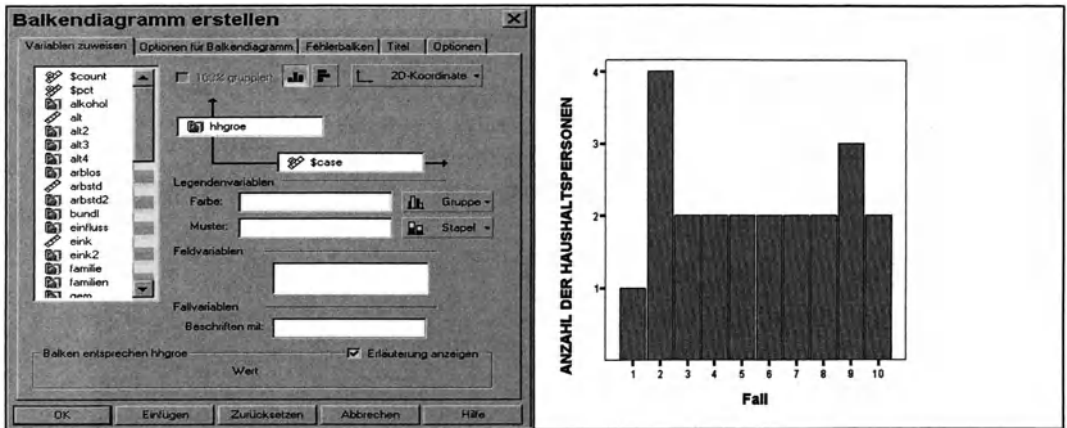 Balkendiagramm erstellen
Variablen zuweisen Optionen für Balkendiagramm Fehlerbalken Titel Optionen
$count
$pct
alkohol
alt
alt2
alt3
alt4
arblos
arbstd
arbstd2
bundl
einfluss
eink
eink2
familie
familien
gem
100% gruppiert
2D-Koordinate
hhgroe
$case
Legendenvariablen
Farbe:
Gruppe
Muster:
Stapel
Feldvariablen
Fallvariablen
Beschriften mit:
Balken entsprechen hhgroe
Erläuterung anzeigen
Wert
OK Einfügen Zurücksetzen Abbrechen Hilfe
ANZAHL DER HAUSHALTSPERSONEN
4
3
2
1
1 2 3 4 5 6 7 8 9 10
Fall